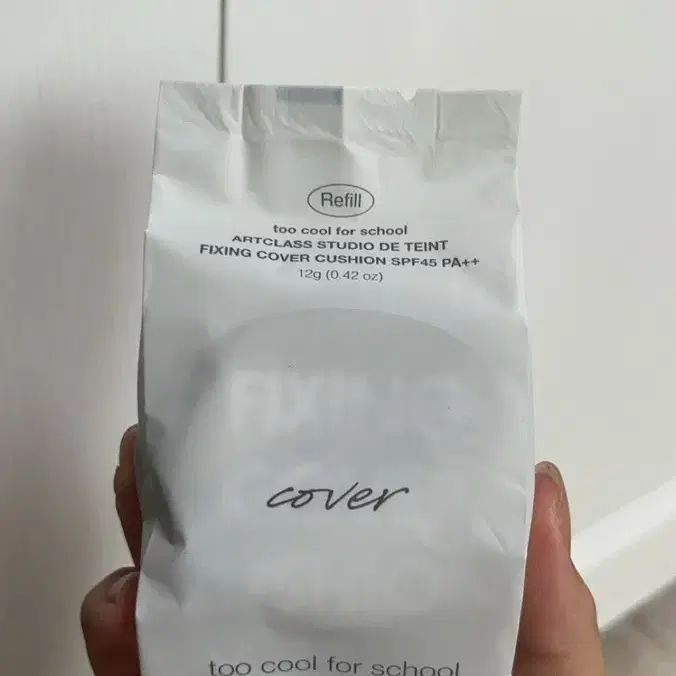 Refill
too cool for school
ARTCLASS STUDIO DE TEINT
FIXING COVER CUSHION SPF45 PA++
12g (0.42 oz)
FIXING
cover
too cool for school